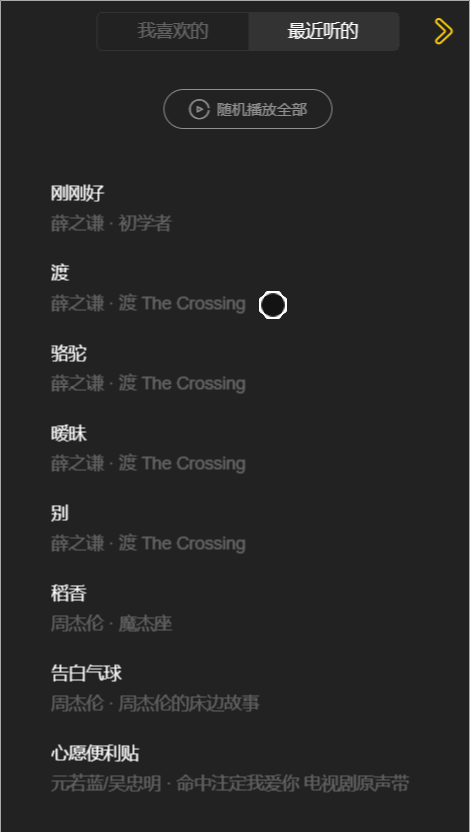 我喜欢的 最近听的
随机播放全部
刚刚好
薛之谦 · 初学者
渡
薛之谦 · 渡 The Crossing
骆驼
薛之谦 · 渡 The Crossing
暧昧
薛之谦 · 渡 The Crossing
别
薛之谦 · 渡 The Crossing
稻香
周杰伦 · 魔杰座
告白气球
周杰伦 · 周杰伦的床边故事
心愿便利贴
元若蓝/吴忠明 · 命中注定我爱你 电视剧原声带